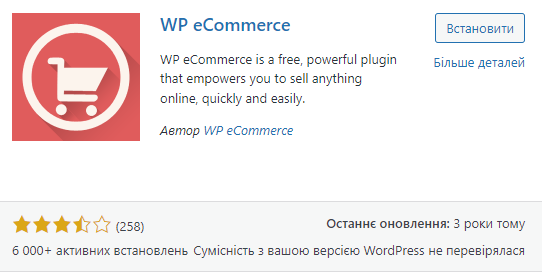 WP eCommerce
Встановити
WP eCommerce is a free, powerful plugin
that empowers you to sell anything
online, quickly and easily.
Більше деталей
Автор WP eCommerce
(258)
Останнє оновлення: 3 роки тому
6 000+ активних встановлень
Сумісність з вашою версією WordPress не перевірялася